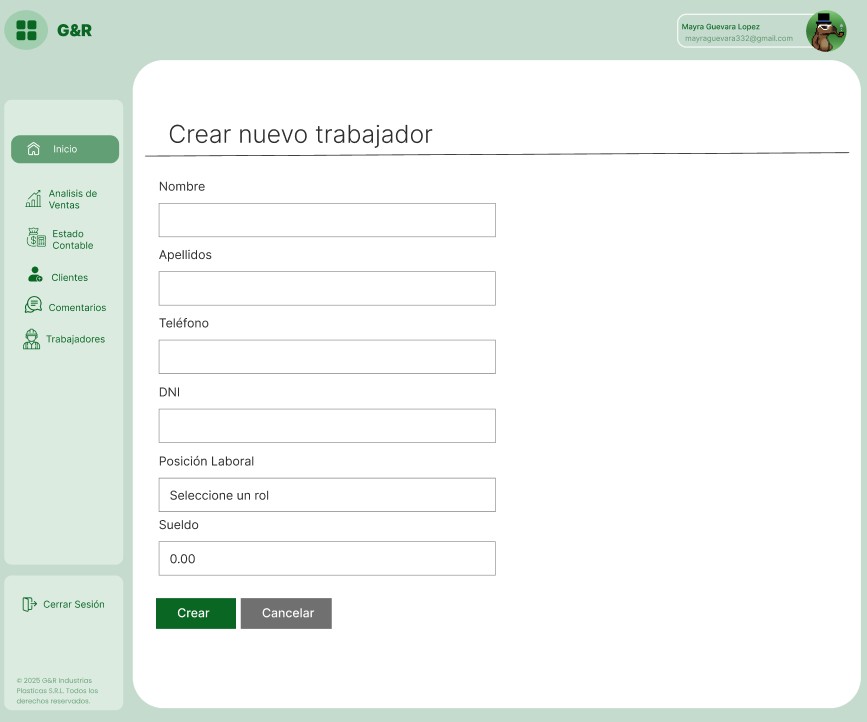 G&R
Mayra Guevara Lopez
mayraguevara332@gmail.com
Inicio
Analisis de
Ventas
Estado
Contable
Clientes
Comentarios
Trabajadores
Cerrar Sesión
© 2025 G&R Industrias
Plasticas S.R.L. Todos los
derechos reservados.
Crear nuevo trabajador
Nombre
Apellidos
Teléfono
DNI
Posición Laboral
Seleccione un rol
Sueldo
0.00
Crear
Cancelar